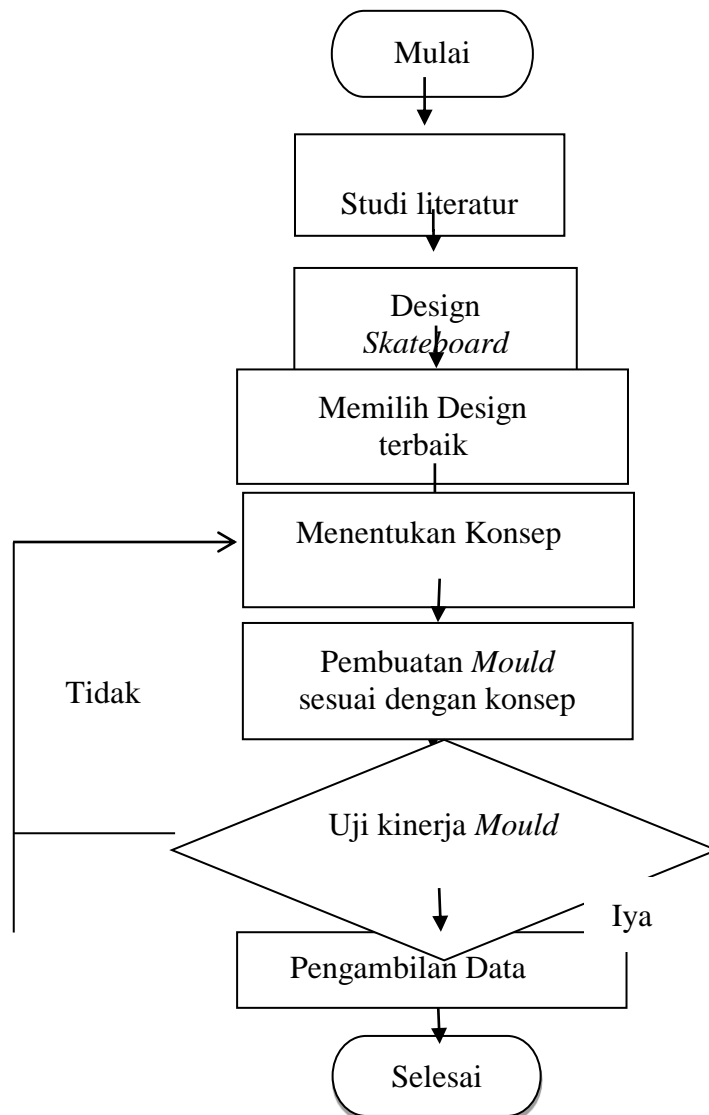 Mulai
Studi literatur
Design
Skateboard
Memilih Design
terbaik
Menentukan Konsep
Pembuatan Mould
sesuai dengan konsep
Tidak
Uji kinerja Mould
Iya
Pengambilan Data
Selesai